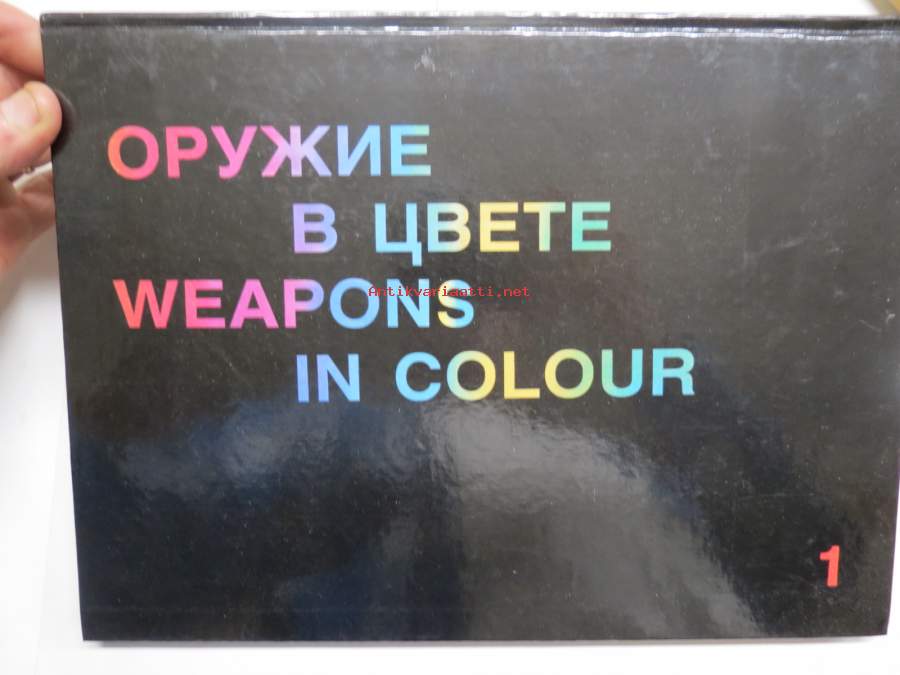 ОРУЖИЕ
В ЦВЕТЕ
WEAPONS
Antikvariaatti.net
IN COLOUR
1